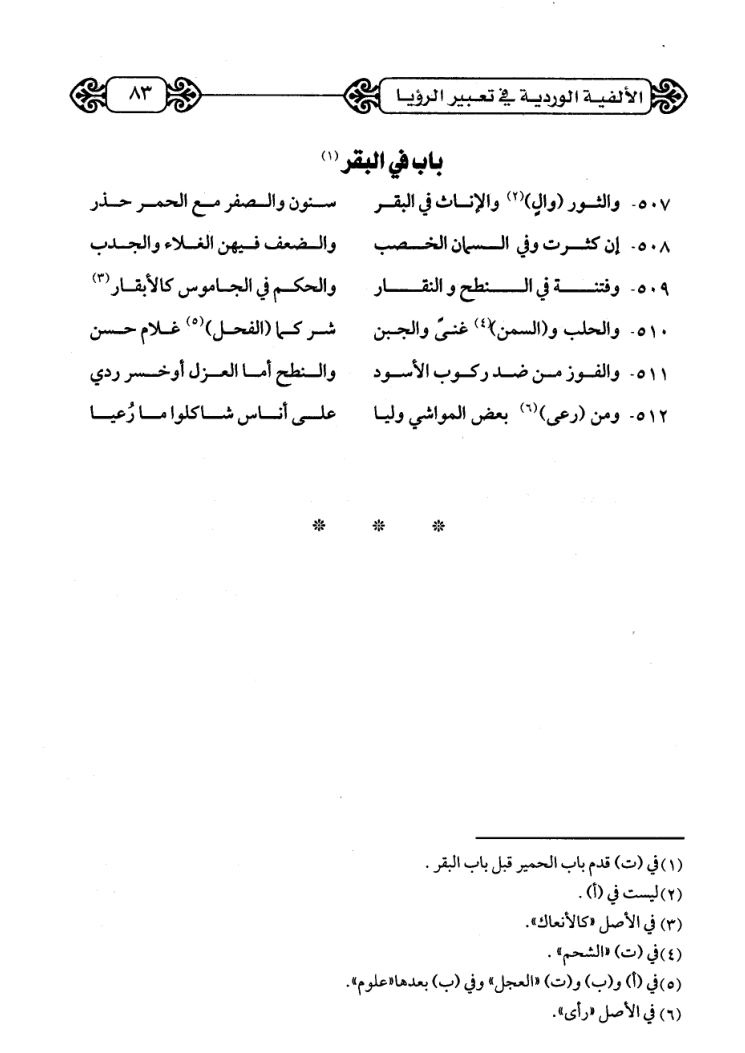 الألفية الوردية في تعبير الرؤيا ٨٣
باب في البقر (١)
٥٠٧- والثور (والٍ)(٢) والإناث في البقر سنون والصفر مع الحمر حذر
٥٠٨- إن كثرت وفي السمان الخصب والضعف فيهن الغلاء والجدب
٥٠٩- وفتنة في النطح و النقار والحكم في الجاموس كالأبقار(٣)
٥١٠- والحلب و(السمن)(٤) غنىً والجبن شر كما (الفحل)(٥) غلام حسن
٥١١- والفوز من ضد ركوب الأسود والنطح أما العزل أوخسر ردي
٥١٢- ومن (رعى)(٦) بعض المواشي وليا على أناس شاكلوا ما رُعيا
* * *
(١) في (ت) قدم باب الحمير قبل باب البقر .
(٢) ليست في (أ) .
(٣) في الأصل «كالأنعاك».
(٤) في (ت) «الشحم» .
(٥) في (أ) و(ب) و(ت) «العجل» وفي (ب) بعدها«علوم».
(٦) في الأصل «رأى».